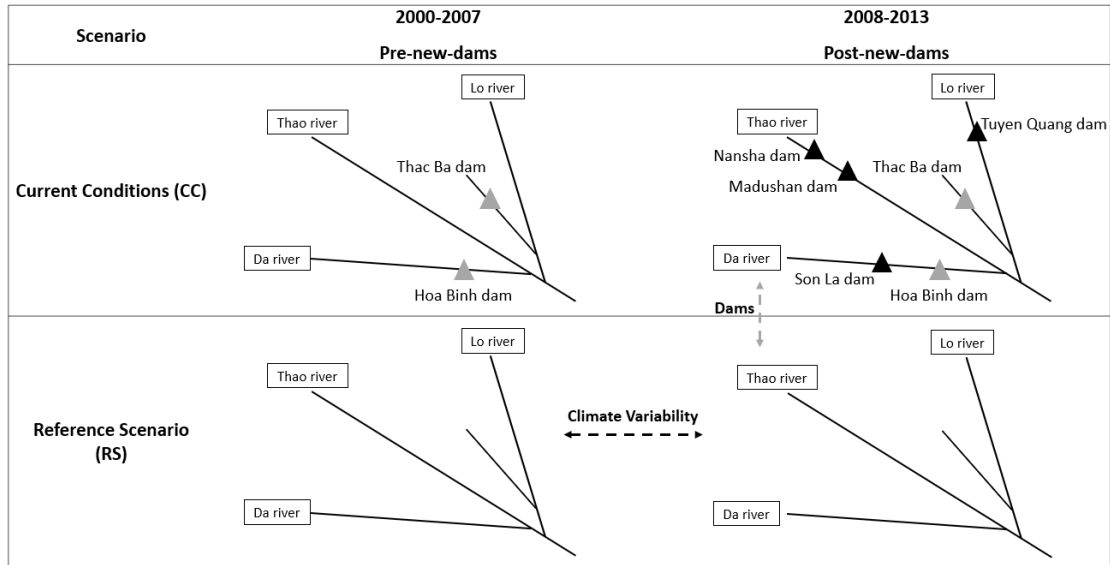 Scenario
2000-2007
Pre-new-dams
2008-2013
Post-new-dams
Current Conditions (CC)
Lo river
Thao river
Thac Ba dam
Da river
Hoa Binh dam
Lo river
Tuyen Quang dam
Thao river
Nansha dam
Thac Ba dam
Madushan dam
Da river
Son La dam
Hoa Binh dam
Dams
Reference Scenario
(RS)
Lo river
Thao river
Da river
Climate Variability
Lo river
Thao river
Da river